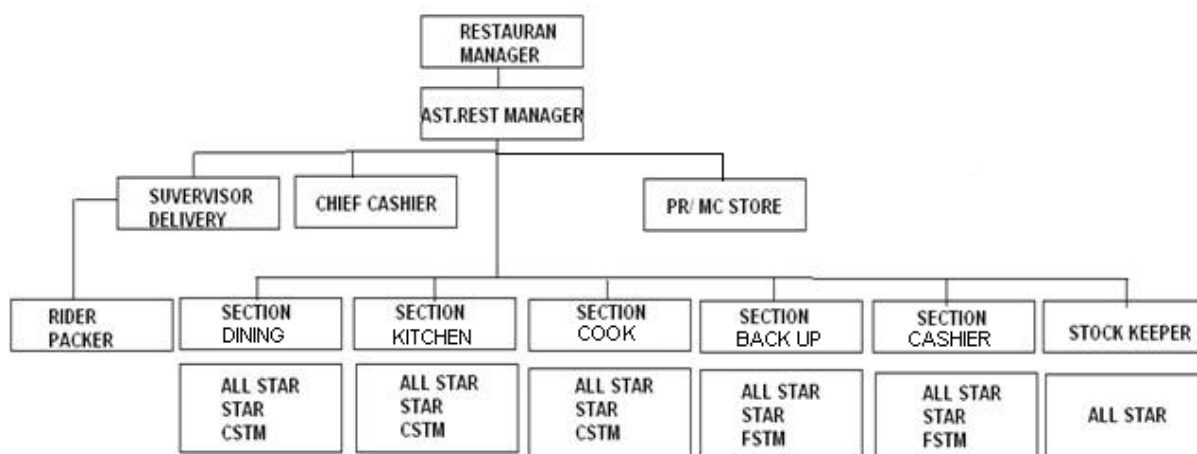 RESTAURAN
MANAGER
AST.REST MANAGER
SUVERVISOR
DELIVERY
CHIEF CASHIER
PR/ MC STORE
RIDER
PACKER
SECTION
DINING
SECTION
KITCHEN
SECTION
COOK
SECTION
BACK UP
SECTION
CASHIER
STOCK KEEPER
ALL STAR
STAR
CSTM
ALL STAR
STAR
CSTM
ALL STAR
STAR
CSTM
ALL STAR
STAR
FSTM
ALL STAR
STAR
FSTM
ALL STAR